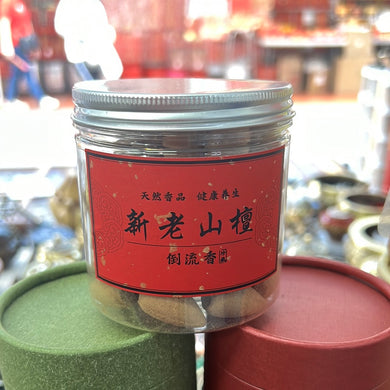 天然香品 健康养生
新老山檀
倒流香